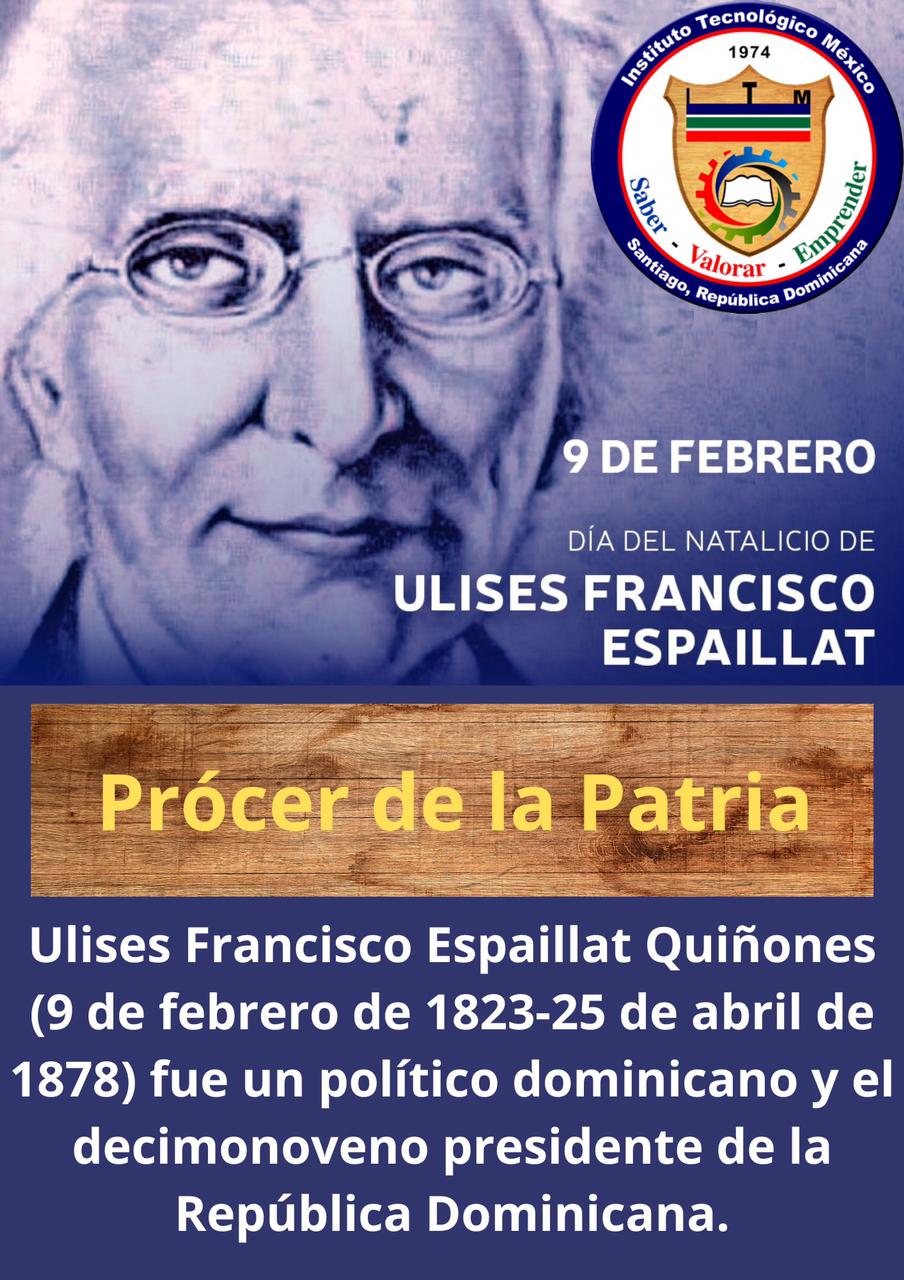 Instituto Tecnológico México
1974
I T M
Saber - Valorar - Emprender
Santiago, República Dominicana
9 DE FEBRERO
DÍA DEL NATALICIO DE
ULISES FRANCISCO
ESPAILLAT
Prócer de la Patria
Ulises Francisco Espaillat Quiñones
(9 de febrero de 1823-25 de abril de
1878) fue un político dominicano y el
decimonoveno presidente de la
República Dominicana.